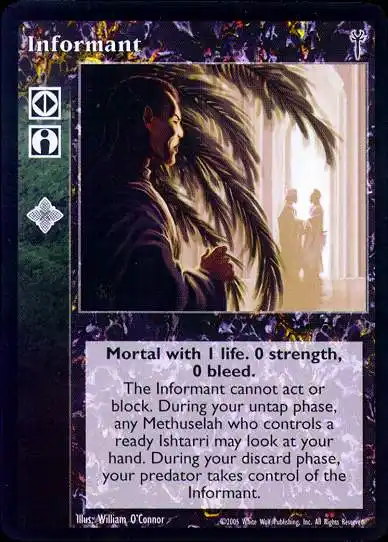 Informant
Mortal with 1 life. 0 strength,
0 bleed.
The Informant cannot act or
block. During your untap phase,
any Methuselah who controls a
ready Ishtarri may look at your
hand. During your discard phase,
your predator takes control of the
Informant.
Illus: William O'Connor
©2005 White Wolf Publishing, Inc. All Rights Reserved.